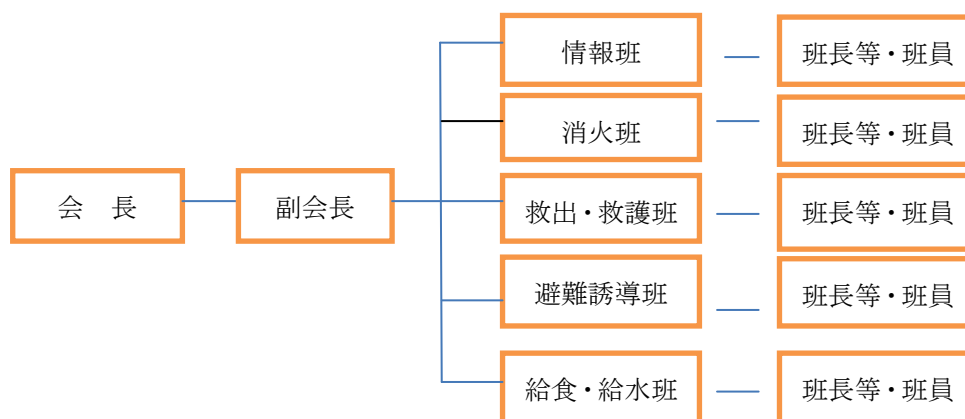 情報班
班長等・班員
消火班
班長等・班員
会　長
副会長
救出・救護班
班長等・班員
避難誘導班
班長等・班員
給食・給水班
班長等・班員